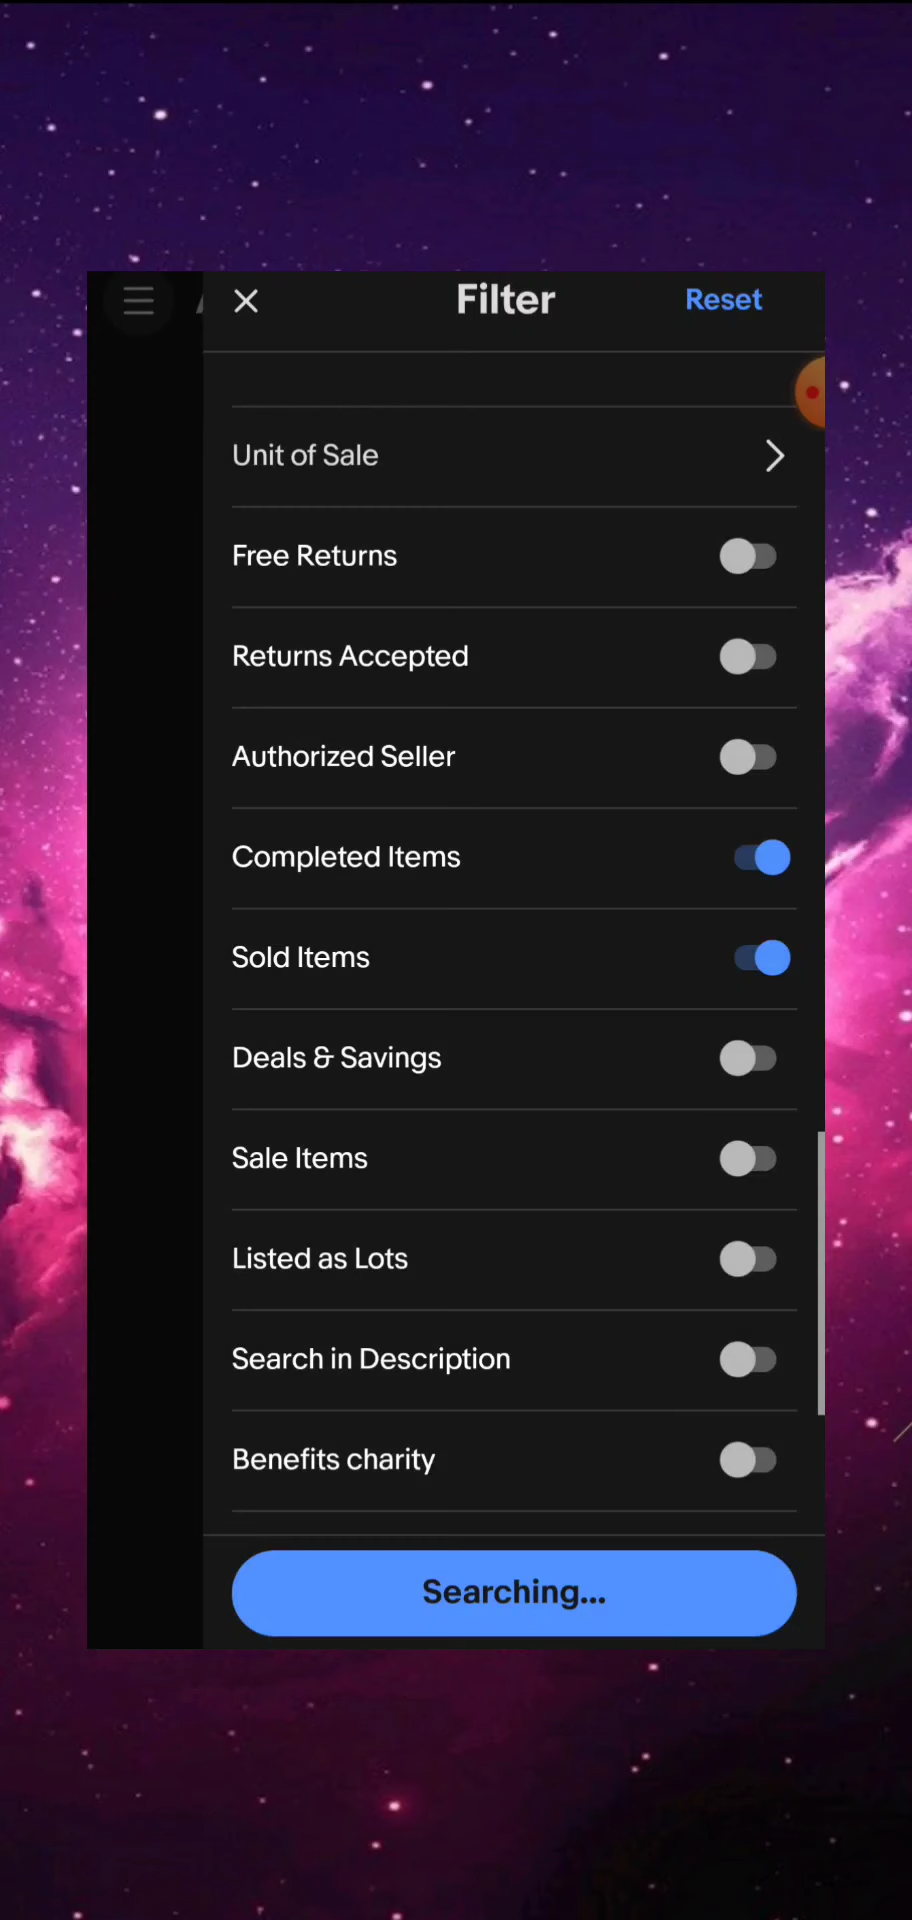 Filter
Reset
Unit of Sale
Free Returns
Returns Accepted
Authorized Seller
Completed Items
Sold Items
Deals & Savings
Sale Items
Listed as Lots
Search in Description
Benefits charity
Searching...